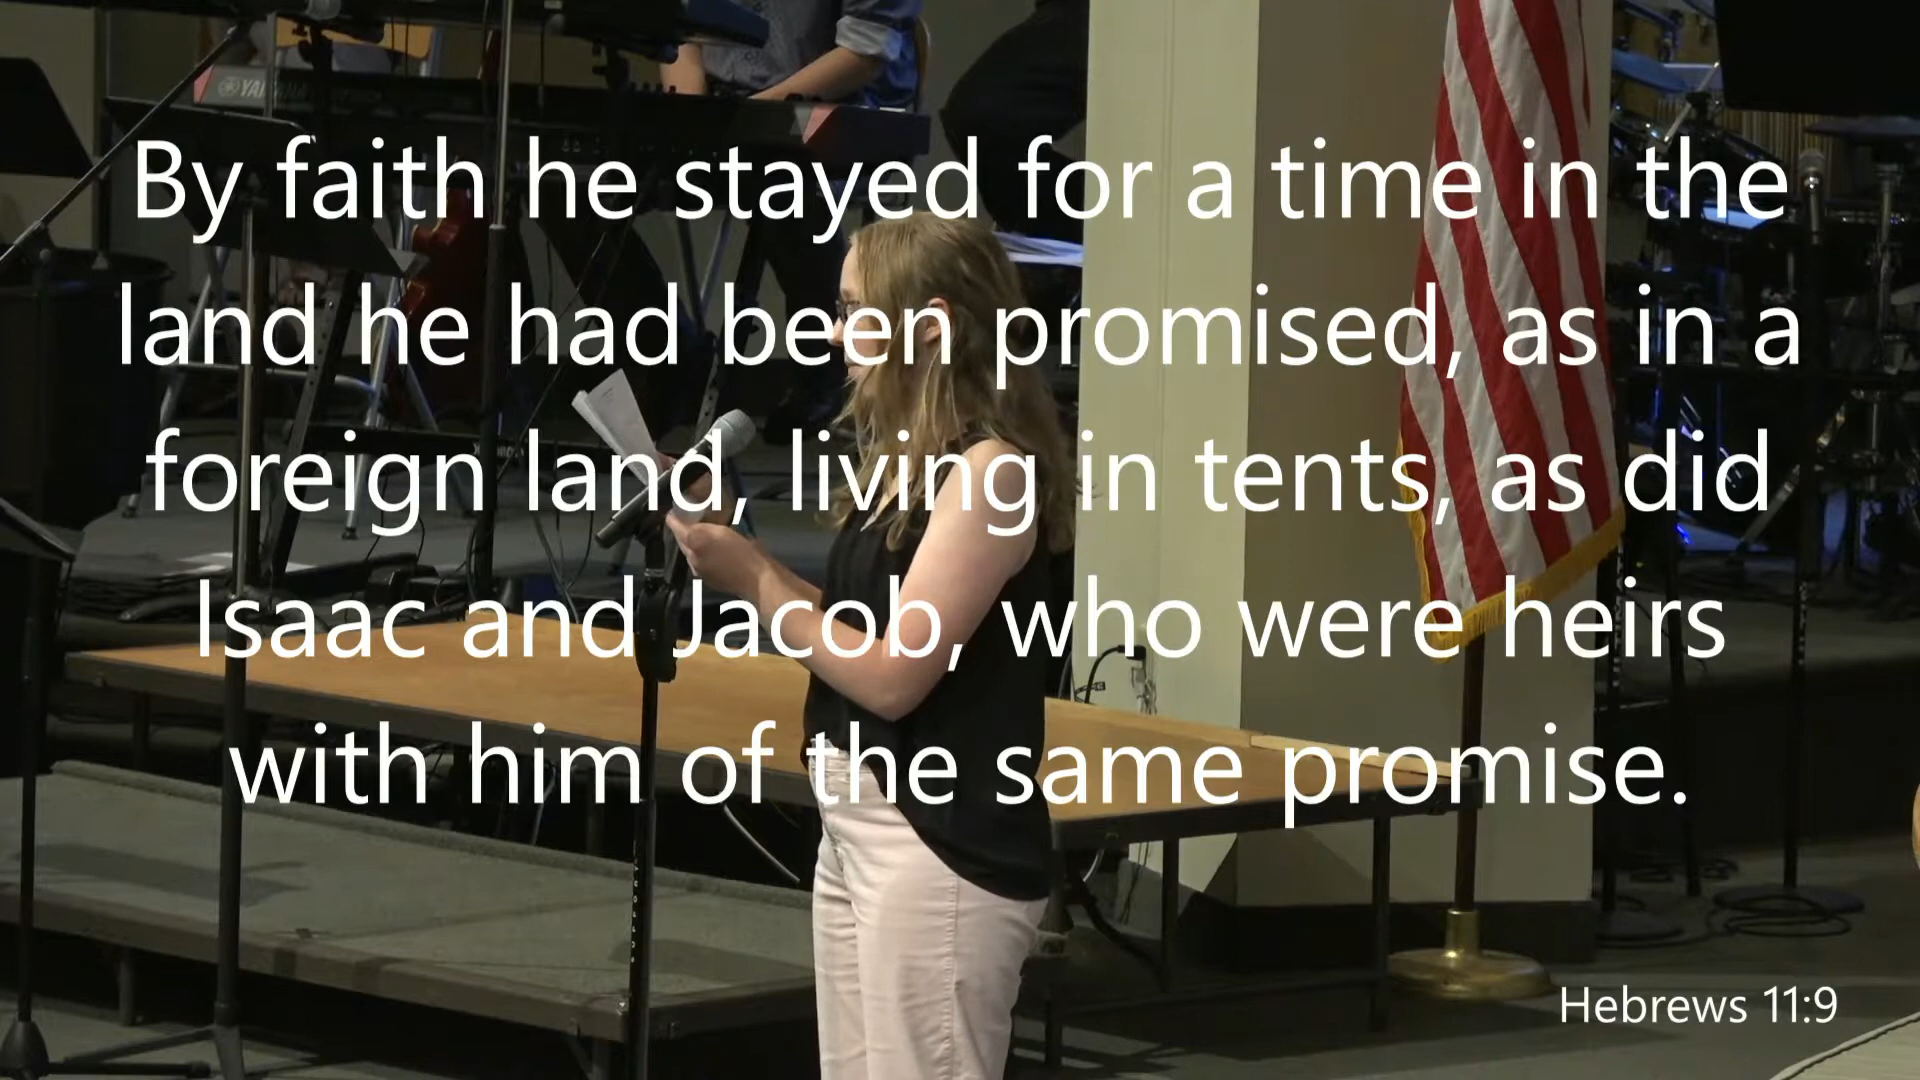 YAMAHA
By faith he stayed for a time in the
land he had been promised, as in a
foreign land, living in tents, as did
Isaac and Jacob, who were heirs
with him of the same promise.
Hebrews 11:9